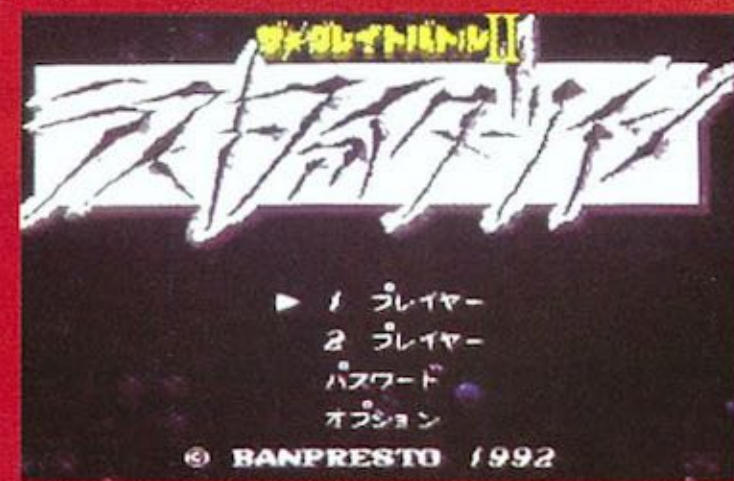 ザ・グレイトバトルII
ラストファイターツイン
▶ 1 プレイヤー
2 プレイヤー
パスワード
オプション
© BANPRESTO 1992